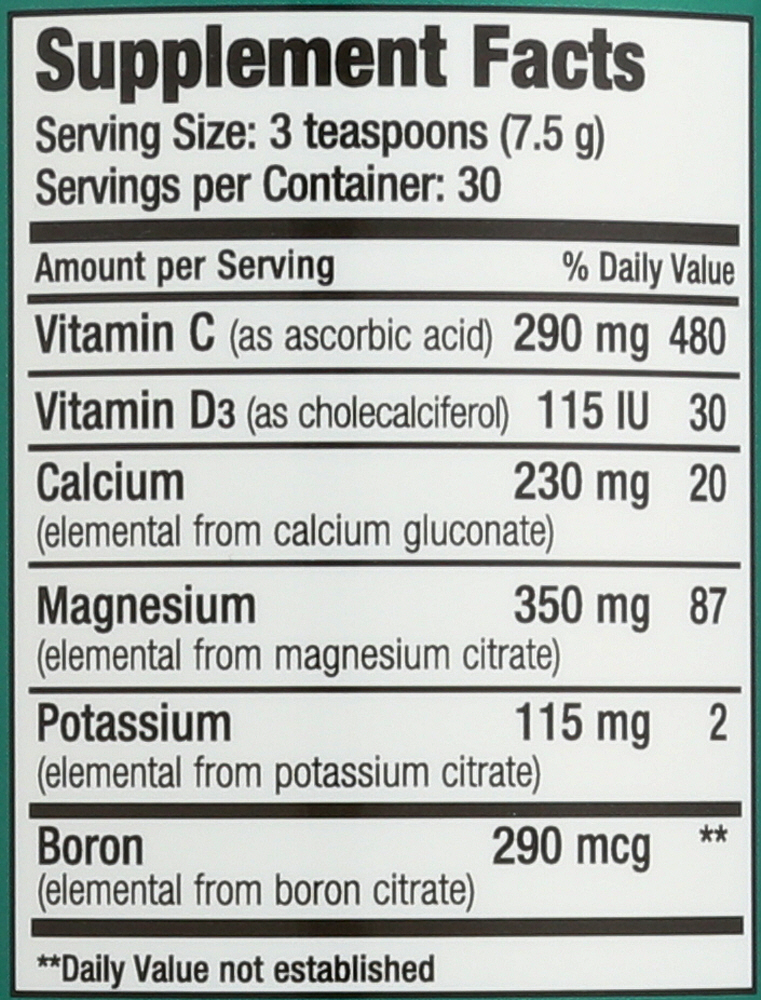 Supplement Facts
Serving Size: 3 teaspoons (7.5 g)
Servings per Container: 30
Amount per Serving % Daily Value
Vitamin C (as ascorbic acid) 290 mg 480
Vitamin D3 (as cholecalciferol) 115 IU 30
Calcium 230 mg 20
(elemental from calcium gluconate)
Magnesium 350 mg 87
(elemental from magnesium citrate)
Potassium 115 mg 2
(elemental from potassium citrate)
Boron 290 mcg **
(elemental from boron citrate)
**Daily Value not established